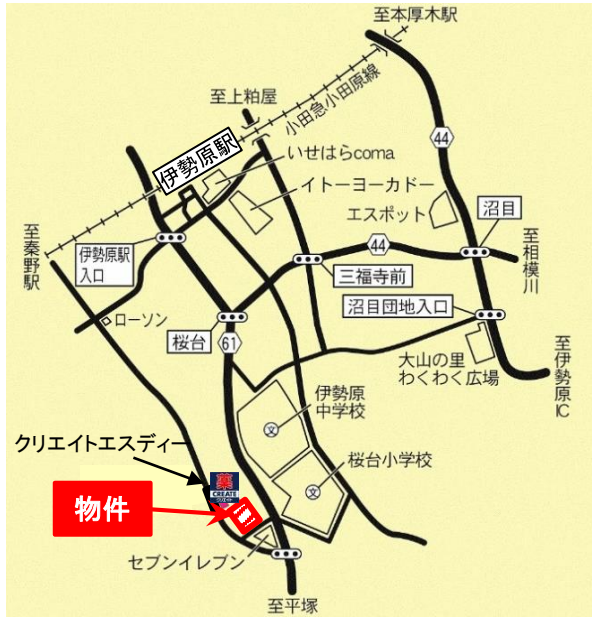 至本厚木駅
至上粕屋
小田急小田原線
44
伊勢原駅
いせはらcoma
イトーヨーカドー
エスポット
沼目
至秦野駅
伊勢原駅
入口
44
至相模川
三福寺前
沼目団地入口
ローソン
桜台
61
大山の里
わくわく広場
至伊勢原IC
伊勢原
中学校
文
クリエイトエスディー
桜台小学校
文
薬
CREATE
クリエイト
物件
セブンイレブン
至平塚